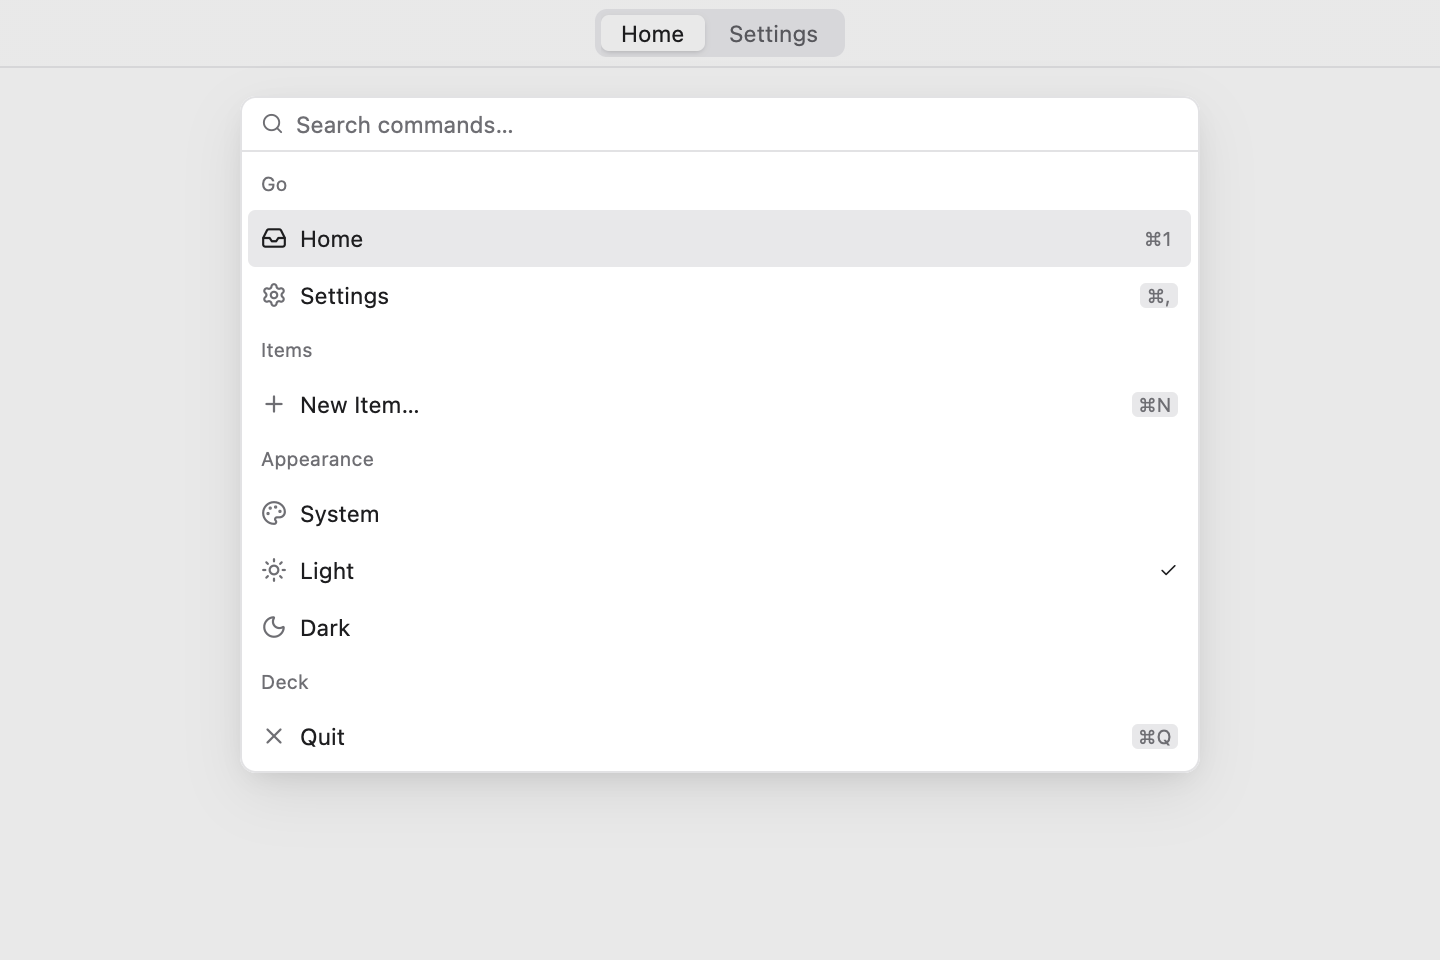 Home Settings
Search commands...
Go
Home ⌘1
Settings ⌘,
Items
New Item... ⌘N
Appearance
System
Light
Dark
Deck
Quit ⌘Q